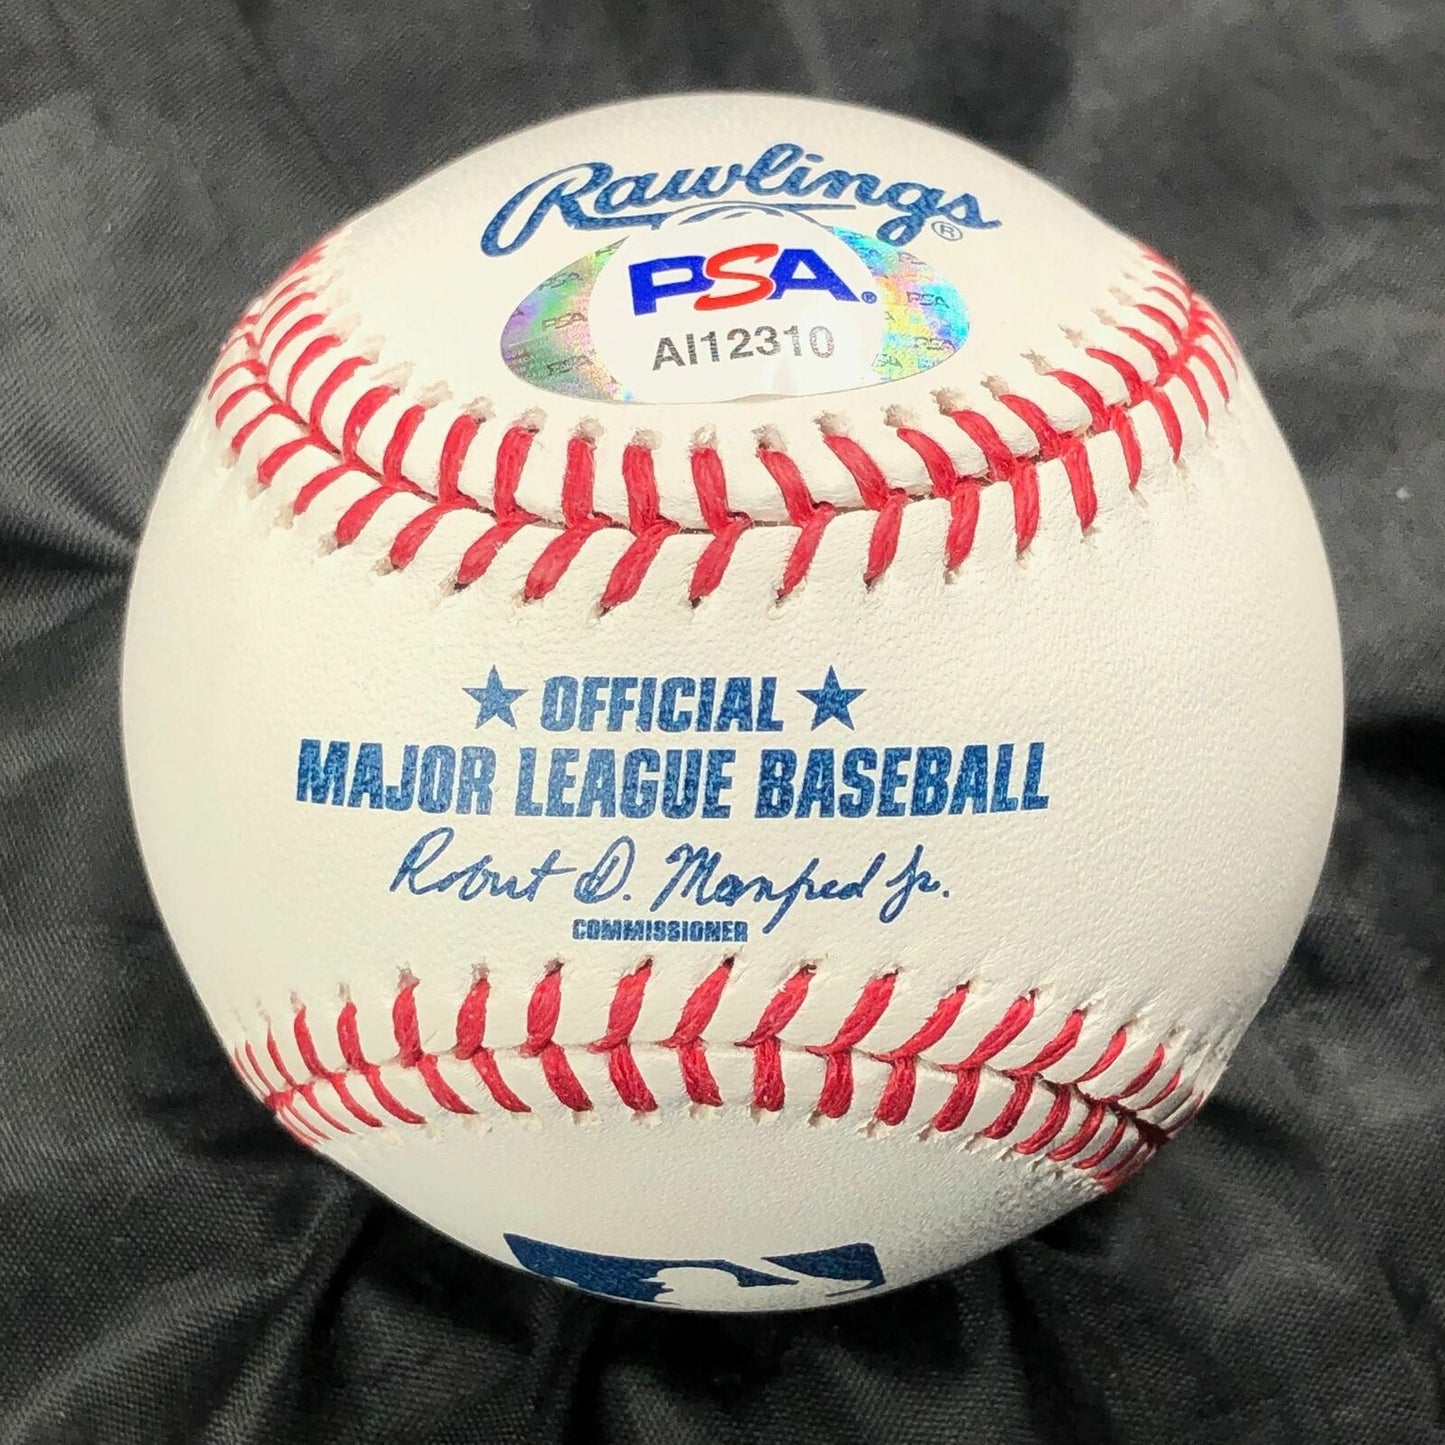 Rawlings®
PSA®
AI12310
★ OFFICIAL ★
MAJOR LEAGUE BASEBALL
Robert D. Manfred Jr.
COMMISSIONER